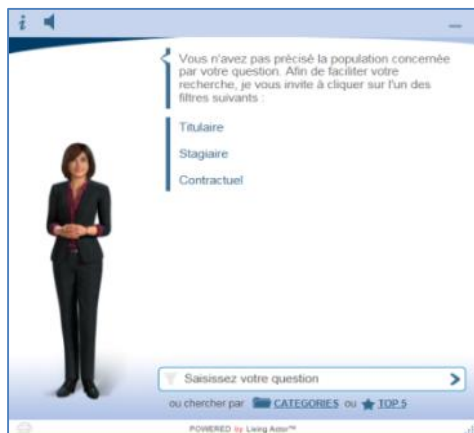 i
Vous n'avez pas précisé la population concernée
par votre question. Afin de faciliter votre
recherche, je vous invite à cliquer sur l'un des
filtres suivants :
Titulaire
Stagiaire
Contractuel
Saisissez votre question
ou chercher par CATEGORIES ou TOP 5
POWERED by Living Actor™